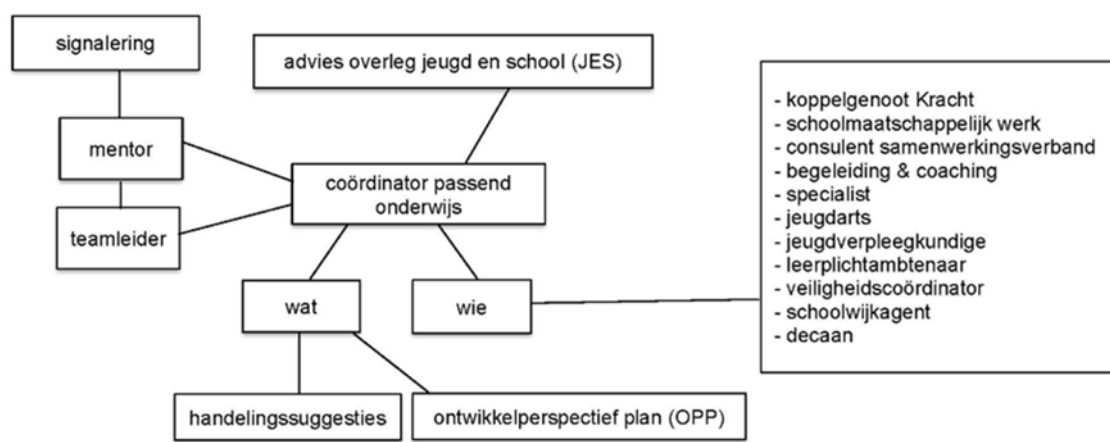 signalering
advies overleg jeugd en school (JES)
mentor
coördinator passend
onderwijs
teamleider
wat
wie
- koppelgenoot Kracht
- schoolmaatschappelijk werk
- consulent samenwerkingsverband
- begeleiding & coaching
- specialist
- jeugdarts
- jeugdverpleegkundige
- leerplichtambtenaar
- veiligheidscoördinator
- schoolwijkagent
- decaan
handelingssuggesties
ontwikkelperspectief plan (OPP)